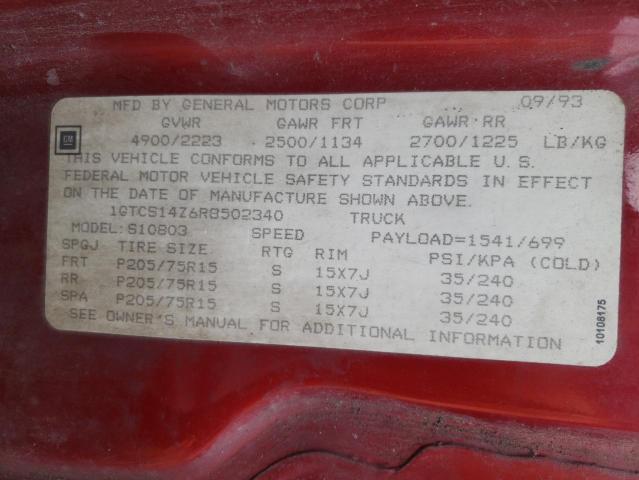 MFD BY GENERAL MOTORS CORP 09/93
GVWR GAWR FRT GAWR RR
GM 4900/2223 2500/1134 2700/1225 LB/KG
THIS VEHICLE CONFORMS TO ALL APPLICABLE U.S.
FEDERAL MOTOR VEHICLE SAFETY STANDARDS IN EFFECT
ON THE DATE OF MANUFACTURE SHOWN ABOVE.
1GTCS14Z6R8502340 TRUCK
MODEL: S10803 SPEED PAYLOAD=1541/699
SPGJ TIRE SIZE RTG RIM PSI/KPA (COLD)
FRT P205/75R15 S 15X7J 35/240
RR P205/75R15 S 15X7J 35/240
SPA P205/75R15 S 15X7J 35/240
SEE OWNER'S MANUAL FOR ADDITIONAL INFORMATION
10108175